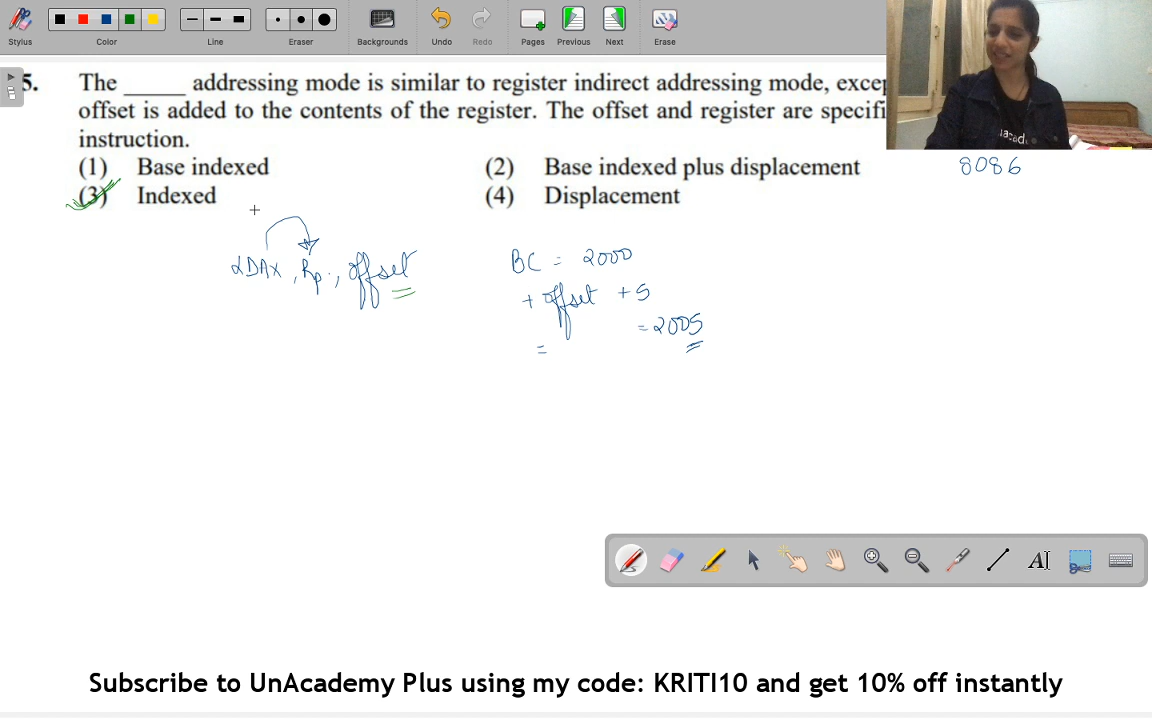 Stylus Color Line Eraser Backgrounds Undo Redo Pages Previous Next Erase
5. The _____ addressing mode is similar to register indirect addressing mode, excep
offset is added to the contents of the register. The offset and register are specifi
instruction.
(1) Base indexed (2) Base indexed plus displacement
8086
(3) Indexed (4) Displacement
LDAX, Rp, offset
BC = 2000
+ offset + 5
= 2005
=
Subscribe to UnAcademy Plus using my code: KRITI10 and get 10% off instantly